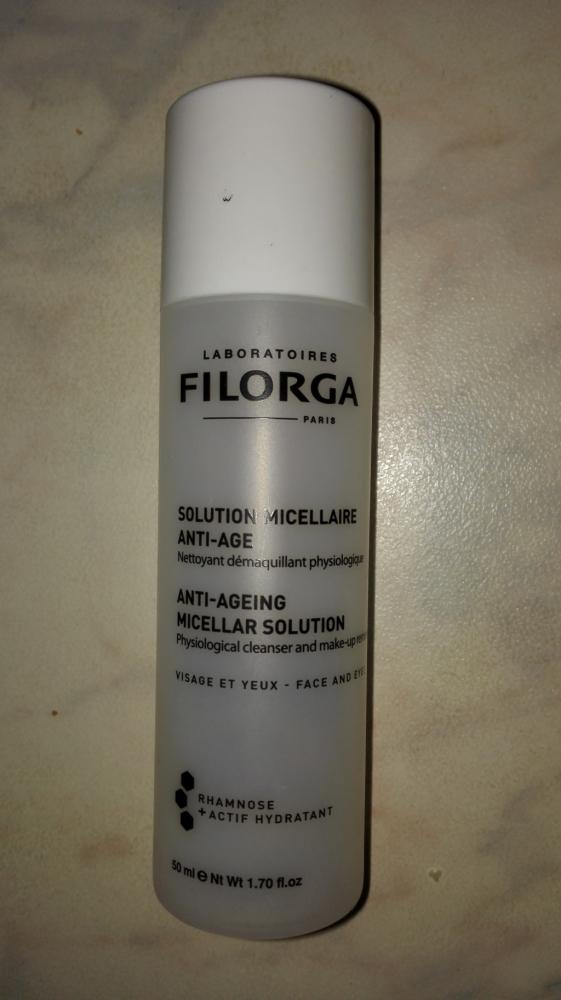 LABORATOIRES
FILORGA
PARIS
SOLUTION MICELLAIRE
ANTI-AGE
Nettoyant démaquillant physiologique
ANTI-AGEING
MICELLAR SOLUTION
Physiological cleanser and make-up
VISAGE ET YEUX - FACE AND EYES
RHAMNOSE
+ ACTIF HYDRATANT
50 ml e Nt Wt 1.70 fl.oz